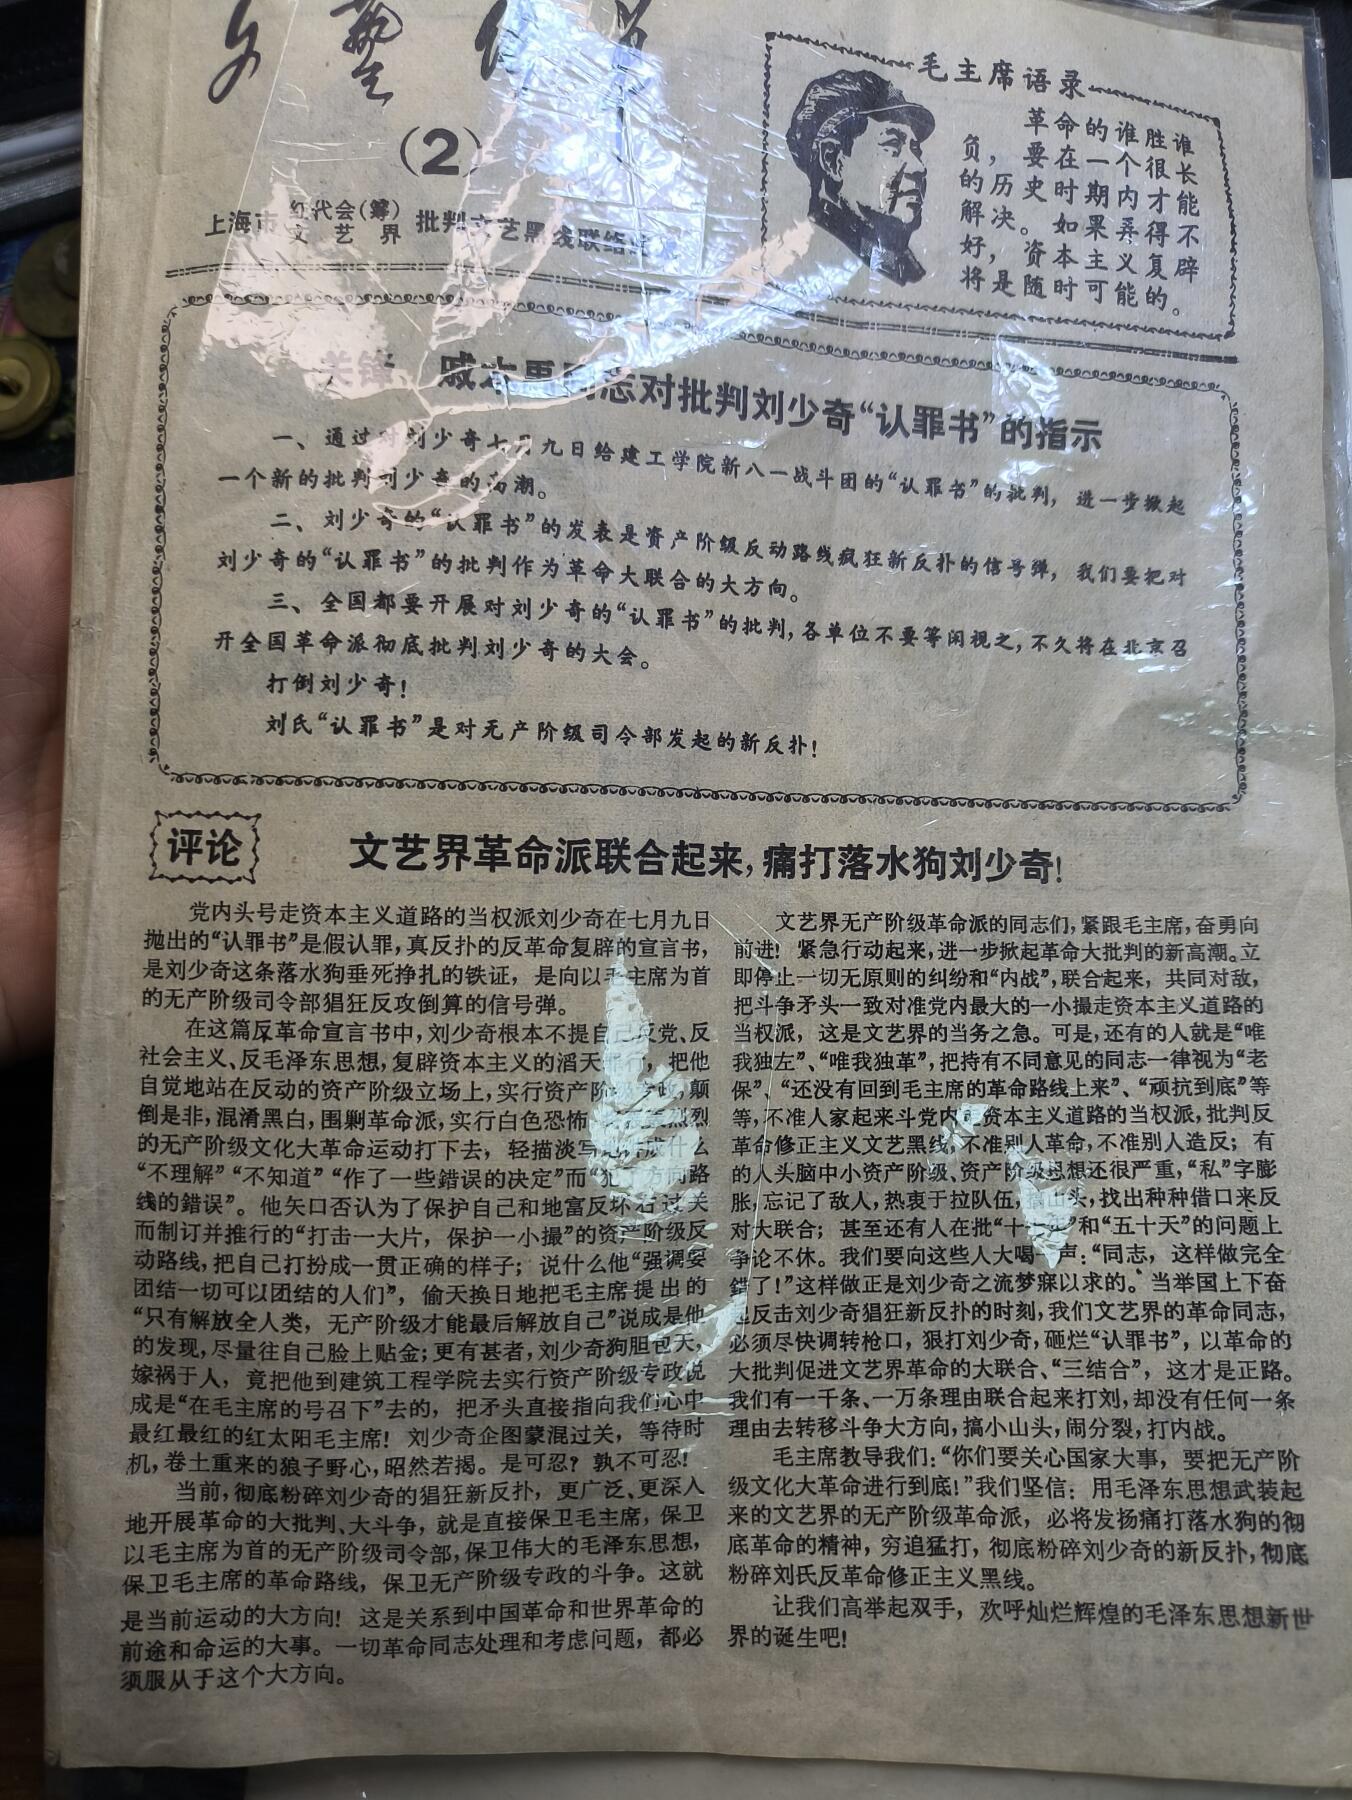 文艺
(2)
上海市 红代会(筹) 文艺界 批判文艺黑线联络
毛主席语录
革命的谁胜谁
负，要在一个很长
的历史时期内才能
解决。如果弄得不
好，资本主义复辟
将是随时可能的。
关锋 戚本禹同志对批判刘少奇“认罪书”的指示
一、通过对刘少奇七月九日给建工学院新八一战斗团的“认罪书”的批判，进一步掀起
一个新的批判刘少奇的高潮。
二、刘少奇的“认罪书”的发表是资产阶级反动路线疯狂新反扑的信号弹，我们要把对
刘少奇的“认罪书”的批判作为革命大联合的大方向。
三、全国都要开展对刘少奇的“认罪书”的批判，各单位不要等闲视之，不久将在北京召
开全国革命派彻底批判刘少奇的大会。
打倒刘少奇！
刘氏“认罪书”是对无产阶级司令部发起的新反扑！
评论
文艺界革命派联合起来，痛打落水狗刘少奇！
党内头号走资本主义道路的当权派刘少奇在七月九日
抛出的“认罪书”是假认罪，真反扑的反革命复辟的宣言书，
是刘少奇这条落水狗垂死挣扎的铁证，是向以毛主席为首
的无产阶级司令部猖狂反攻倒算的信号弹。
在这篇反革命宣言书中，刘少奇根本不提自己反党、反
社会主义、反毛泽东思想，复辟资本主义的滔天罪行，把他
自觉地站在反动的资产阶级立场上，实行资产阶级专政，颠
倒是非，混淆黑白，围剿革命派，实行白色恐怖 烈烈
的无产阶级文化大革命运动打下去，轻描淡写地 成什么
“不理解”“不知道”“作了一些错误的决定”而“犯 方向路
线的错误”。他矢口否认为了保护自己和地富反坏右过关
而制订并推行的“打击一大片，保护一小撮”的资产阶级反
动路线，把自己打扮成一贯正确的样子；说什么他“强调要
团结一切可以团结的人们”，偷天换日地把毛主席提出的
“只有解放全人类，无产阶级才能最后解放自己”说成是他
的发现，尽量往自己脸上贴金；更有甚者，刘少奇狗胆包天，
嫁祸于人，竟把他到建筑工程学院去实行资产阶级专政说
成是“在毛主席的号召下”去的，把矛头直接指向我们心中
最红最红的红太阳毛主席！刘少奇企图蒙混过关，等待时
机，卷土重来的狼子野心，昭然若揭。是可忍？孰不可忍！
当前，彻底粉碎刘少奇的猖狂新反扑，更广泛、更深入
地开展革命的大批判、大斗争，就是直接保卫毛主席，保卫
以毛主席为首的无产阶级司令部，保卫伟大的毛泽东思想，
保卫毛主席的革命路线，保卫无产阶级专政的斗争。这就
是当前运动的大方向！这是关系到中国革命和世界革命的
前途和命运的大事。一切革命同志处理和考虑问题，都必
须服从于这个大方向。
文艺界无产阶级革命派的同志们，紧跟毛主席，奋勇向
前进！紧急行动起来，进一步掀起革命大批判的新高潮。立
即停止一切无原则的纠纷和“内战”，联合起来，共同对敌，
把斗争矛头一致对准党内最大的一小撮走资本主义道路的
当权派，这是文艺界的当务之急。可是，还有的人就是“唯
我独左”、“唯我独革”，把持有不同意见的同志一律视为“老
保”、“还没有回到毛主席的革命路线上来”、“顽抗到底”等
等，不准人家起来斗党内 资本主义道路的当权派，批判反
革命修正主义文艺黑线，不准别人革命，不准别人造反；有
的人头脑中小资产阶级、资产阶级思想还很严重，“私”字膨
胀，忘记了敌人，热衷于拉队伍，搞山头，找出种种借口来反
对大联合；甚至还有人在批“十 ”和“五十天”的问题上
争论不休。我们要向这些人大喝一声：“同志，这样做完全
错了！”这样做正是刘少奇之流梦寐以求的。当举国上下奋
起反击刘少奇猖狂新反扑的时刻，我们文艺界的革命同志，
必须尽快调转枪口，狠打刘少奇，砸烂“认罪书”，以革命的
大批判促进文艺界革命的大联合、“三结合”，这才是正路。
我们有一千条、一万条理由联合起来打刘，却没有任何一条
理由去转移斗争大方向，搞小山头，闹分裂，打内战。
毛主席教导我们：“你们要关心国家大事，要把无产阶
级文化大革命进行到底！”我们坚信：用毛泽东思想武装起
来的文艺界的无产阶级革命派，必将发扬痛打落水狗的彻
底革命的精神，穷追猛打，彻底粉碎刘少奇的新反扑，彻底
粉碎刘氏反革命修正主义黑线。
让我们高举起双手，欢呼灿烂辉煌的毛泽东思想新世
界的诞生吧！